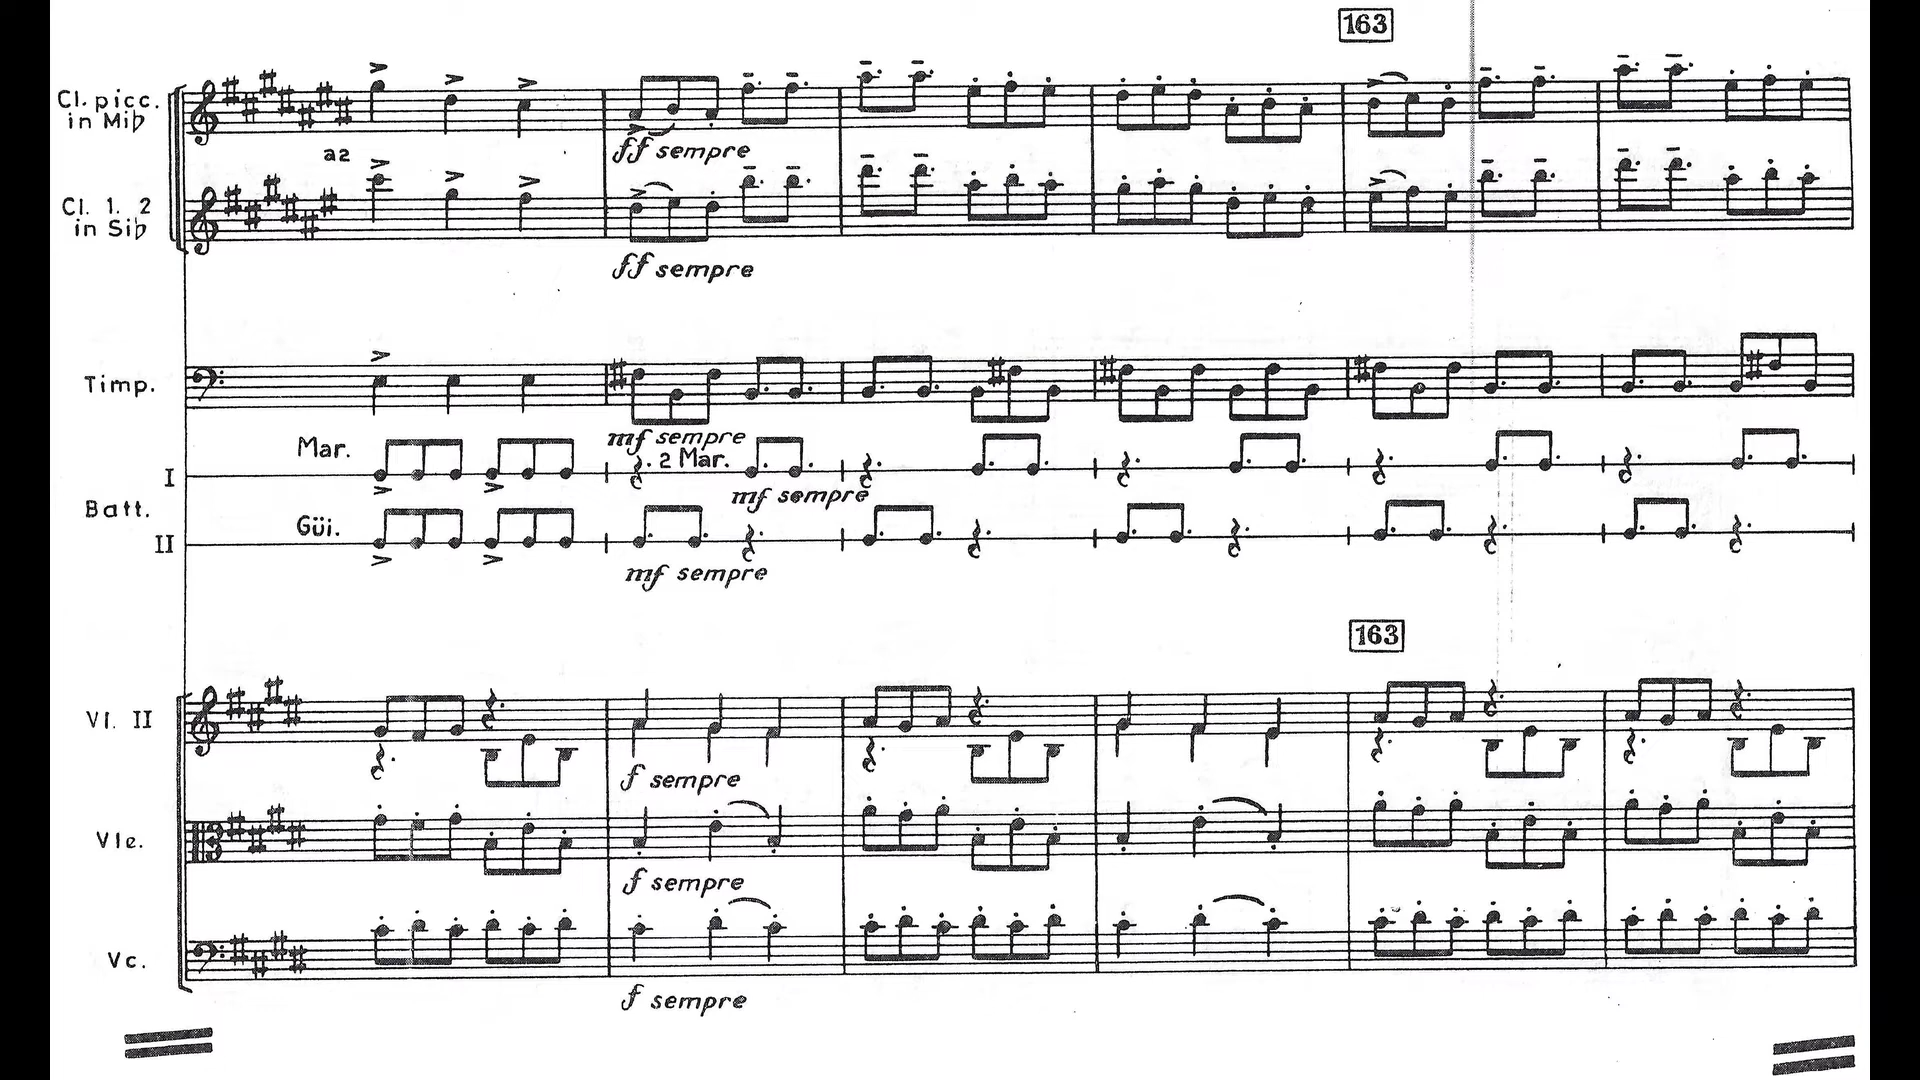 163
Cl. picc.
in Mi♭
a2
ff sempre
Cl. 1. 2
in Si♭
ff sempre
Timp.
mf sempre
Mar.
2 Mar.
I
mf sempre
Batt.
Güi.
II
mf sempre
163
Vl. II
f sempre
Vle.
f sempre
Vc.
f sempre